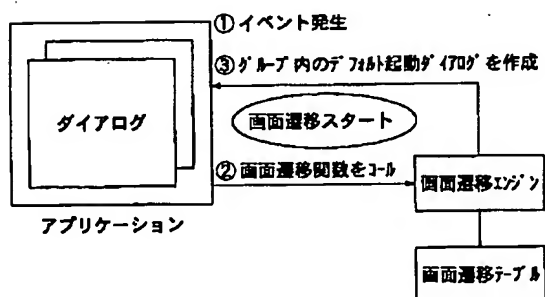 ①イベント発生
③グループ内のデフォルト起動ダイアログを作成
ダイアログ
画面遷移スタート
②画面遷移関数をコール
画面遷移エンジン
アプリケーション
画面遷移テーブル